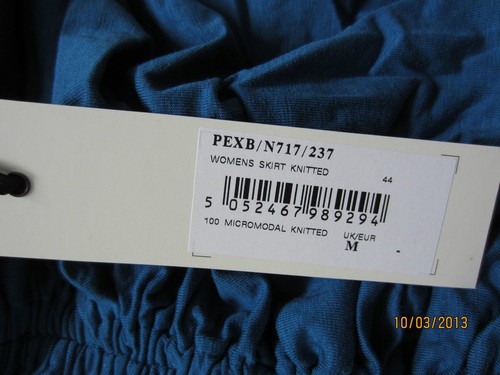 PEXB/N717/237
WOMENS SKIRT KNITTED
44
5 052467 989294
100 MICROMODAL KNITTED
UK/EUR
M -
10/03/2013